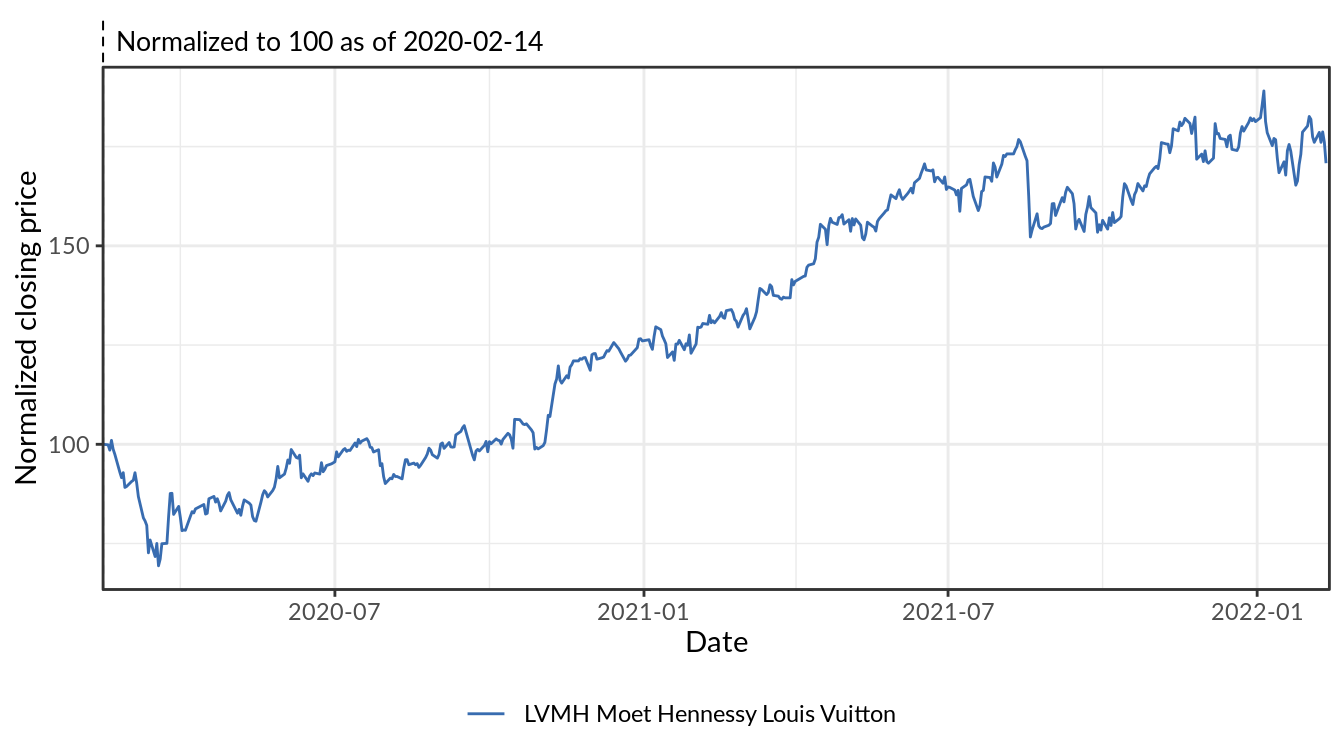 Normalized to 100 as of 2020-02-14
Normalized closing price
150
100
2020-07
2021-01
2021-07
2022-01
Date
LVMH Moet Hennessy Louis Vuitton